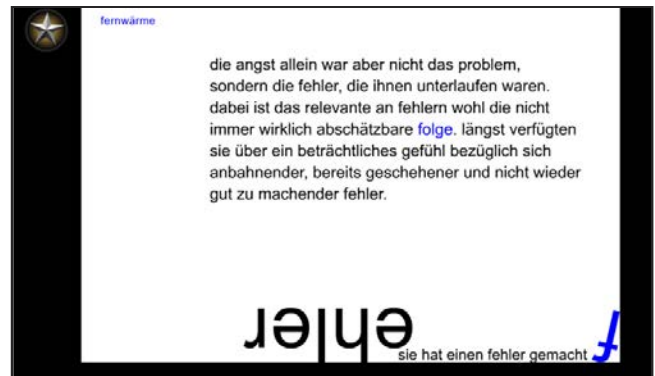 fernwärme
die angst allein war aber nicht das problem,
sondern die fehler, die ihnen unterlaufen waren.
dabei ist das relevante an fehlern wohl die nicht
immer wirklich abschätzbare folge. längst verfügten
sie über ein beträchtliches gefühl bezüglich sich
anbahnender, bereits geschehener und nicht wieder
gut zu machender fehler.
fehler
sie hat einen fehler gemacht